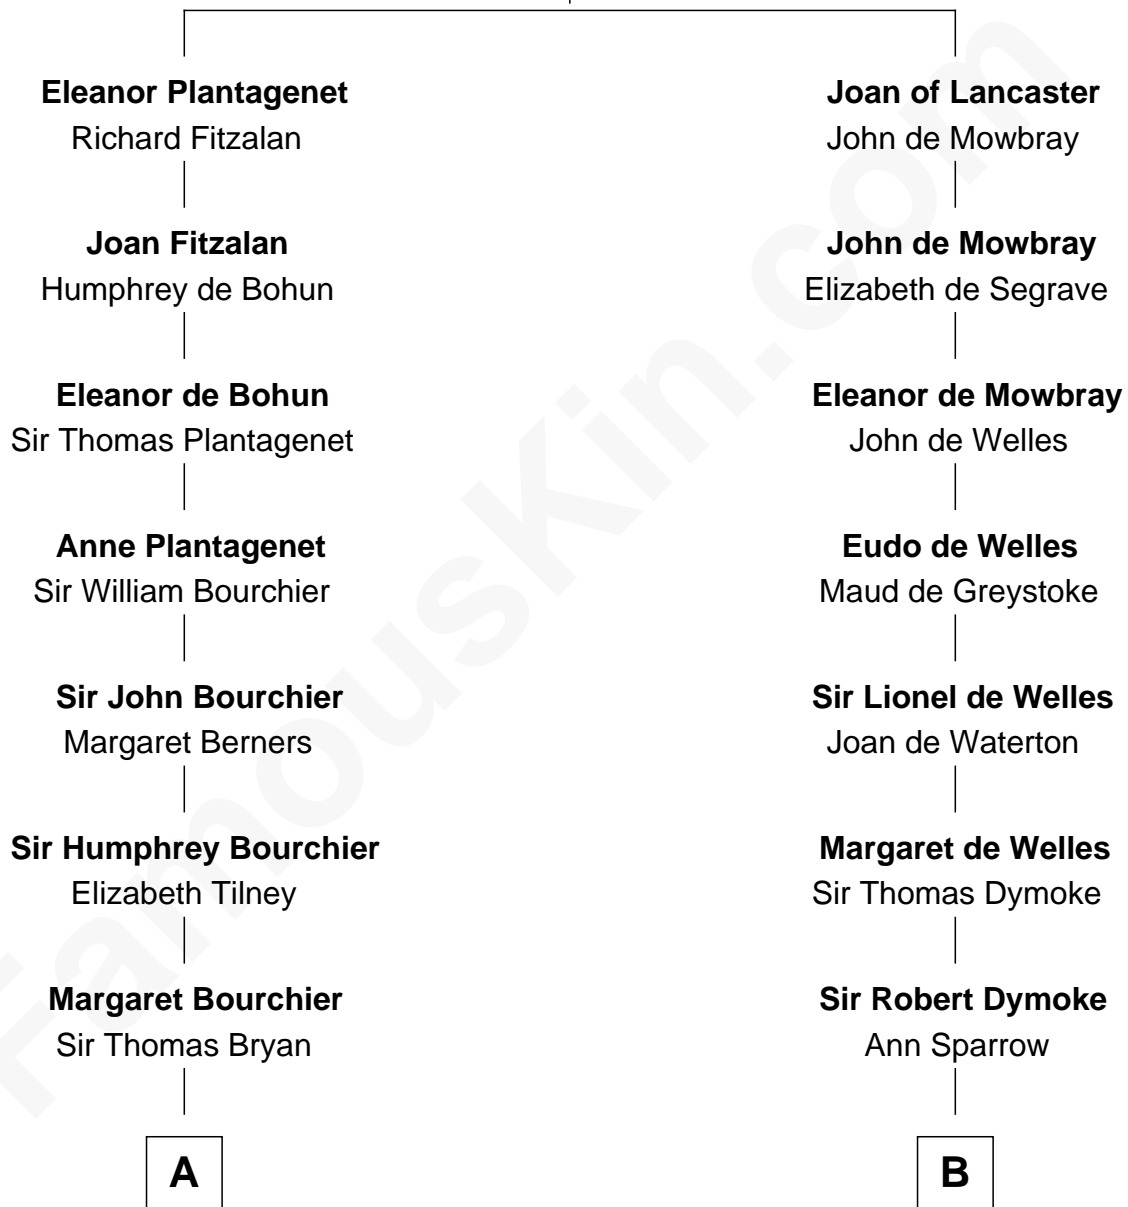 Eleanor Plantagenet
Richard Fitzalan
Joan Fitzalan
Humphrey de Bohun
Eleanor de Bohun
Sir Thomas Plantagenet
Anne Plantagenet
Sir William Bourchier
Sir John Bourchier
Margaret Berners
Sir Humphrey Bourchier
Elizabeth Tilney
Margaret Bourchier
Sir Thomas Bryan
A
Joan of Lancaster
John de Mowbray
John de Mowbray
Elizabeth de Segrave
Eleanor de Mowbray
John de Welles
Eudo de Welles
Maud de Greystoke
Sir Lionel de Welles
Joan de Waterton
Margaret de Welles
Sir Thomas Dymoke
Sir Robert Dymoke
Ann Sparrow
B
FamousKin.com